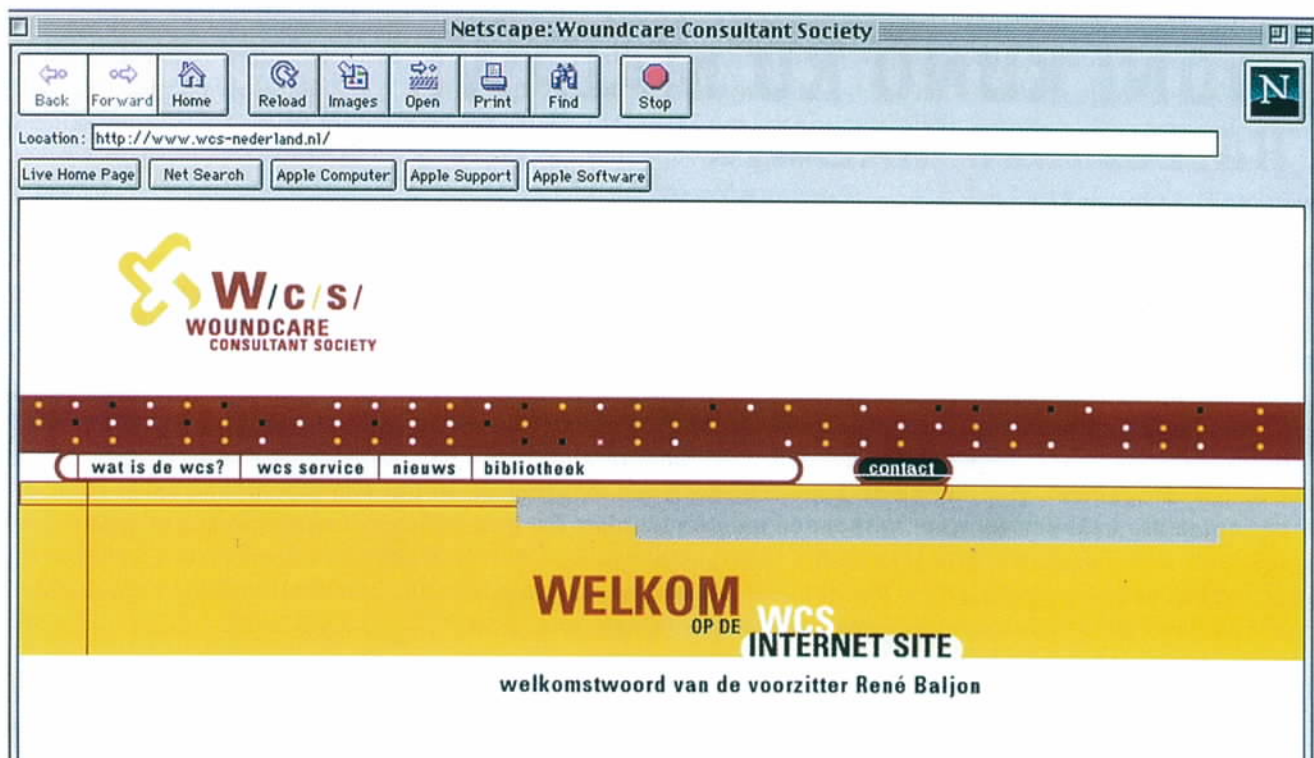 Netscape: Woundcare Consultant Society
Back Forward Home Reload Images Open Print Find Stop
N
Location: http://www.wcs-nederland.nl/
Live Home Page Net Search Apple Computer Apple Support Apple Software
W/C/S/
WOUNDCARE
CONSULTANT SOCIETY
wat is de wcs? wcs service nieuws bibliotheek contact
WELKOM
OP DE WCS
INTERNET SITE
welkomstwoord van de voorzitter René Baljon